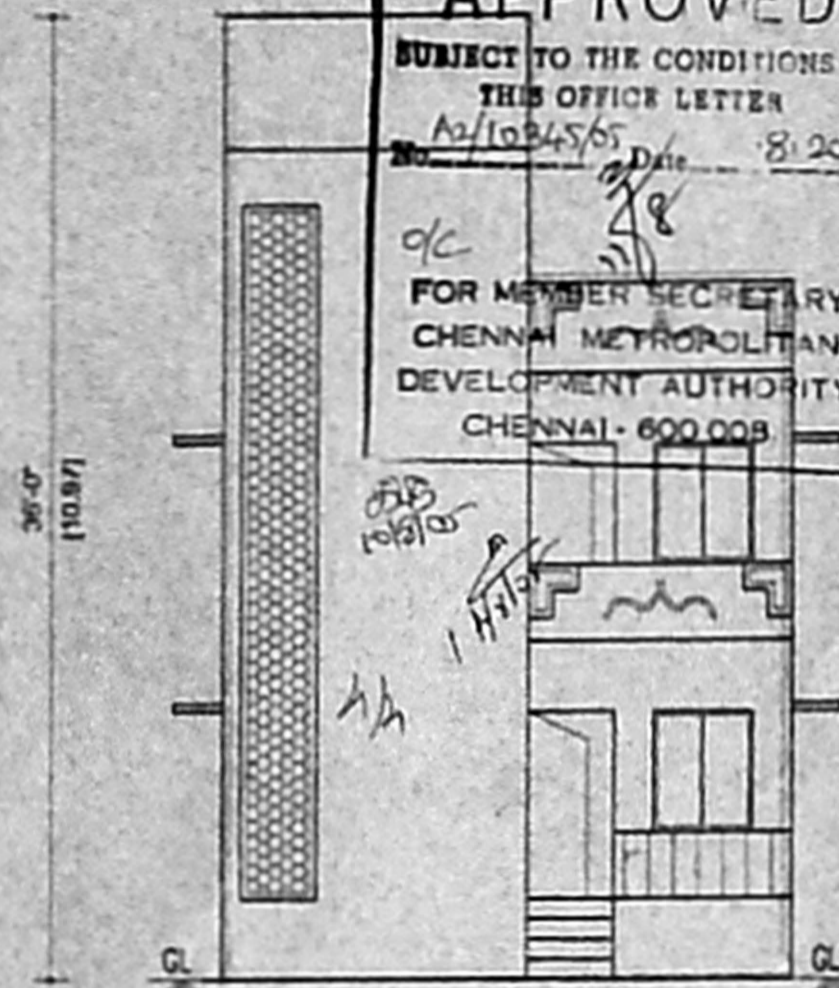 APPROVED
SUBJECT TO THE CONDITIONS
THIS OFFICE LETTER
No. A2/10345/05 Date 8.20
O/C
FOR MEMBER SECRETARY
CHENNAI METROPOLITAN
DEVELOPMENT AUTHORITY
CHENNAI - 600 008
36'-0"
[10.97]
GL
GL